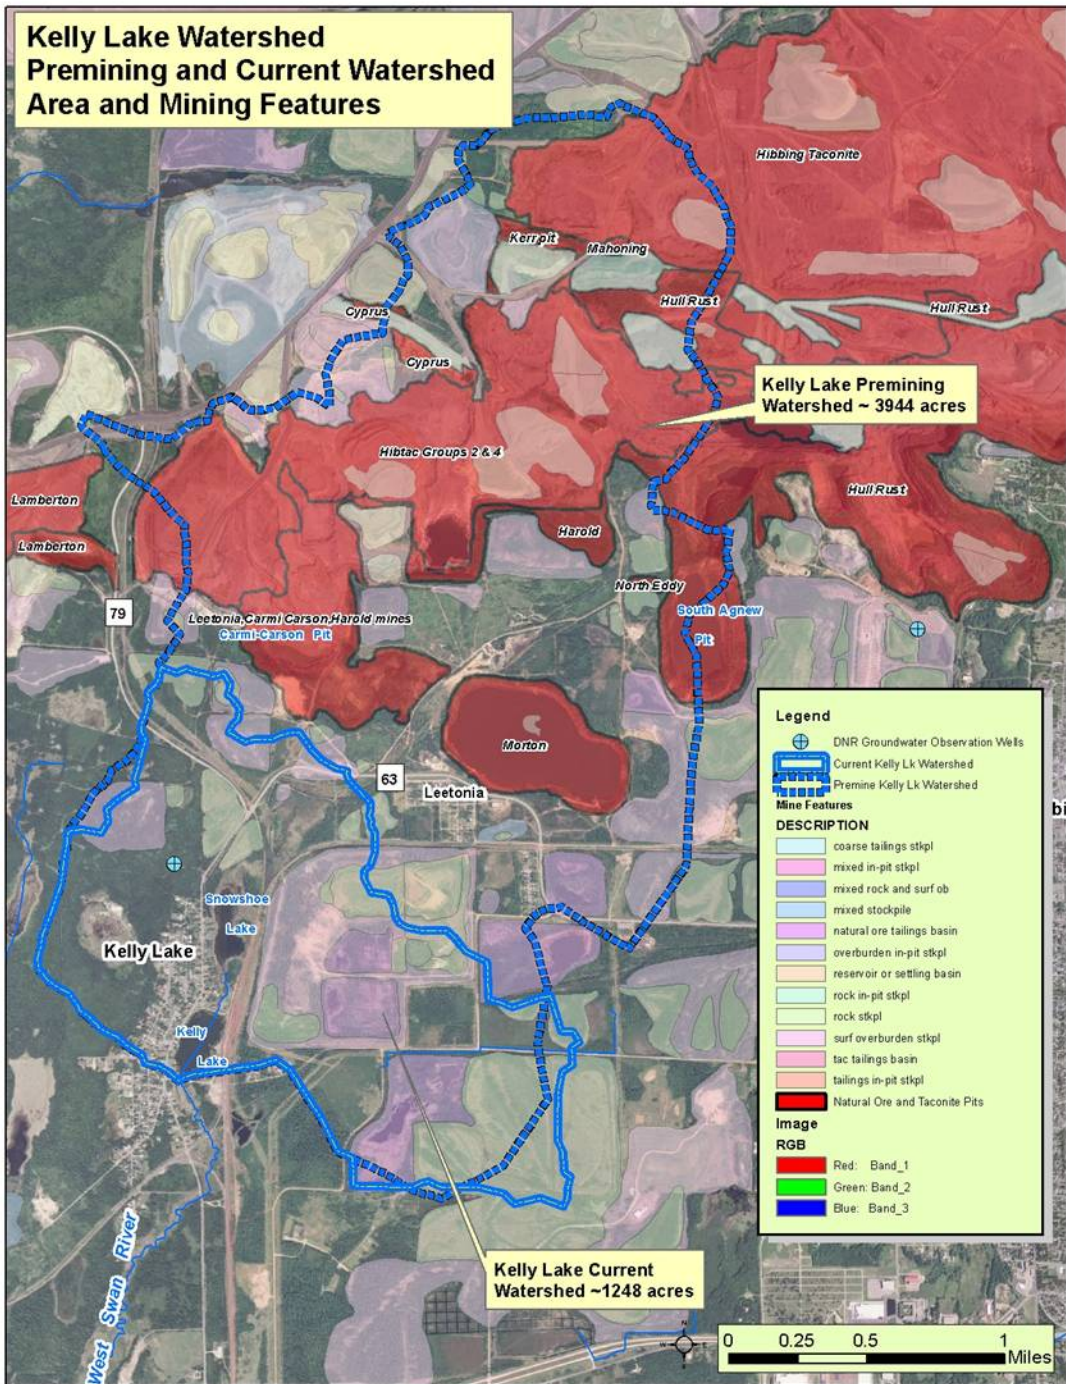 Kelly Lake Watershed
Premining and Current Watershed
Area and Mining Features
Hibbing Taconite
Kerr pit
Mahoning
Hull Rust
Hull Rust
Cyprus
Cyprus
Kelly Lake Premining
Watershed ~ 3944 acres
Hibtac Groups 2 & 4
Hull Rust
Lamberton
Harold
Lamberton
North Eddy
79
South Agnew
Pit
Leetonia,Carmi Carson,Harold mines
Carmi-Carson Pit
Morton
63
Leetonia
Snowshoe
Lake
Kelly Lake
Kelly
Lake
West Swan River
Legend
DNR Groundwater Observation Wells
Current Kelly Lk Watershed
Premine Kelly Lk Watershed
Mine Features
DESCRIPTION
coarse tailings stkpl
mixed in-pit stkpl
mixed rock and surf ob
mixed stockpile
natural ore tailings basin
overburden in-pit stkpl
reservoir or settling basin
rock in-pit stkpl
rock stkpl
surf overburden stkpl
tac tailings basin
tailings in-pit stkpl
Natural Ore and Taconite Pits
Image
RGB
Red: Band_1
Green: Band_2
Blue: Band_3
bi
Kelly Lake Current
Watershed ~1248 acres
N
W E
S
0 0.25 0.5 1
Miles